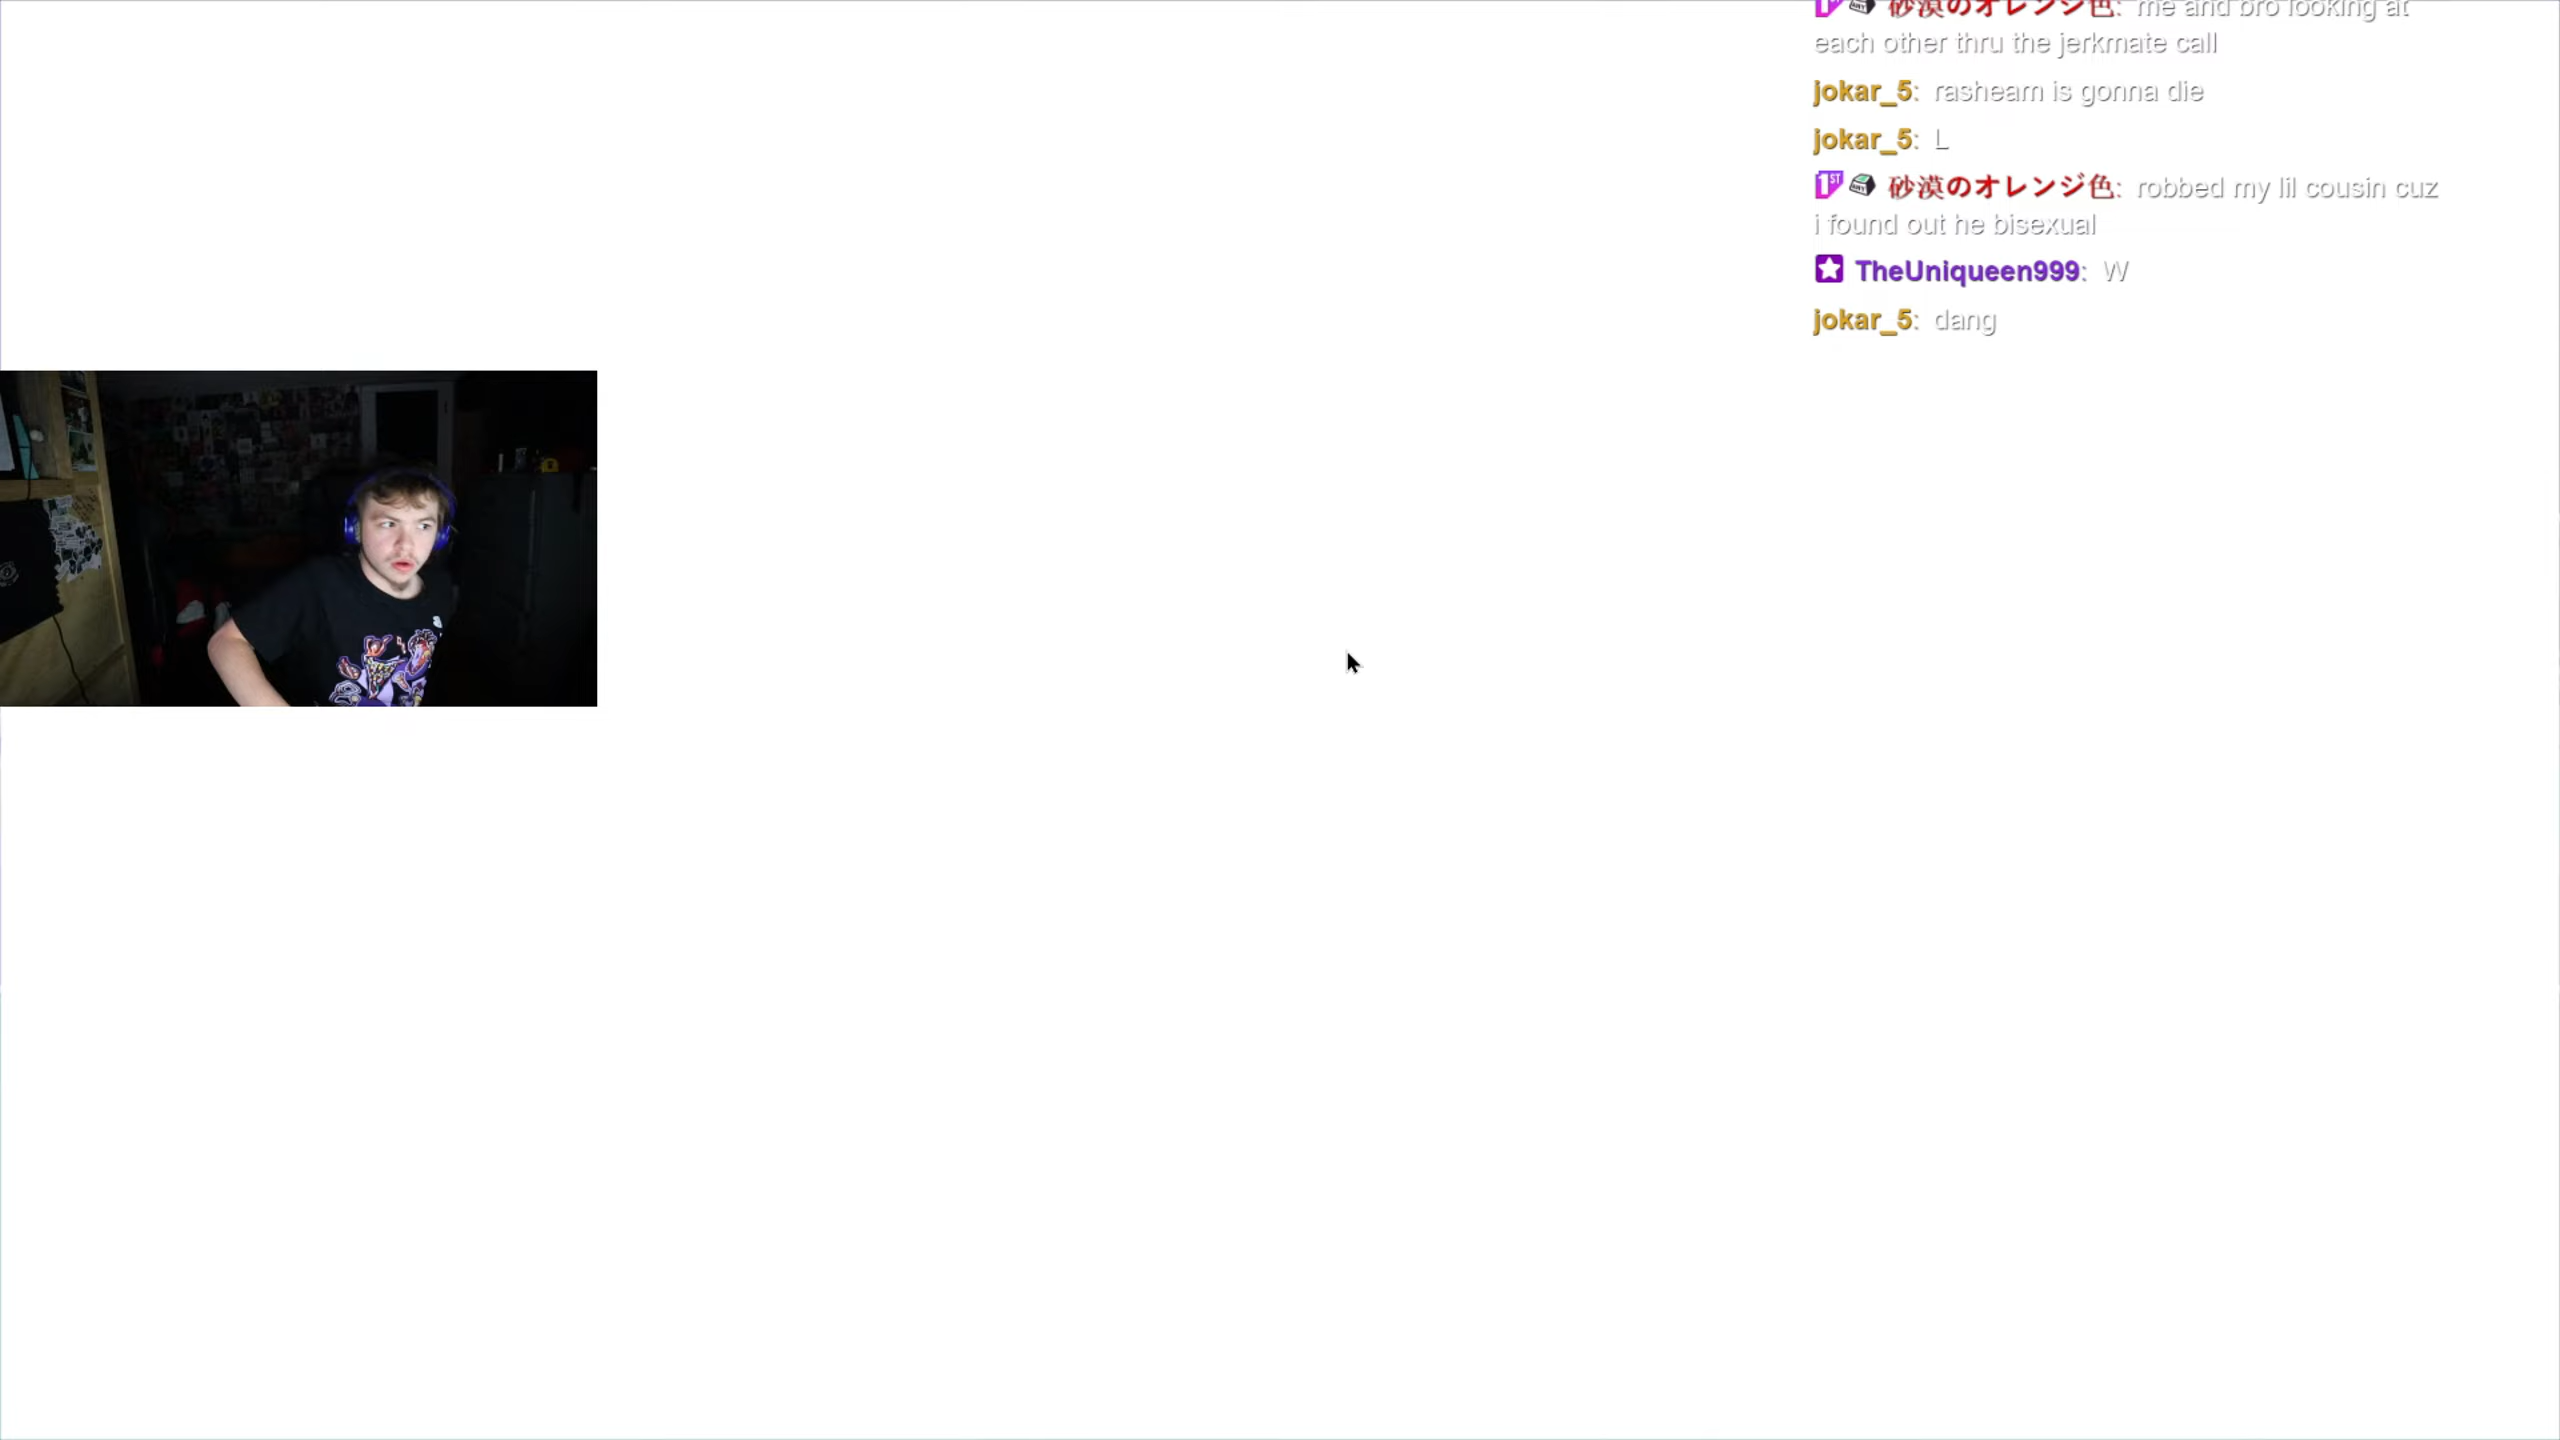 砂漠のオレンジ色: me and bro looking at
each other thru the jerkmate call
jokar_5: rasheam is gonna die
jokar_5: L
1ST 砂漠のオレンジ色: robbed my lil cousin cuz
i found out he bisexual
TheUniqueen999: W
jokar_5: dang